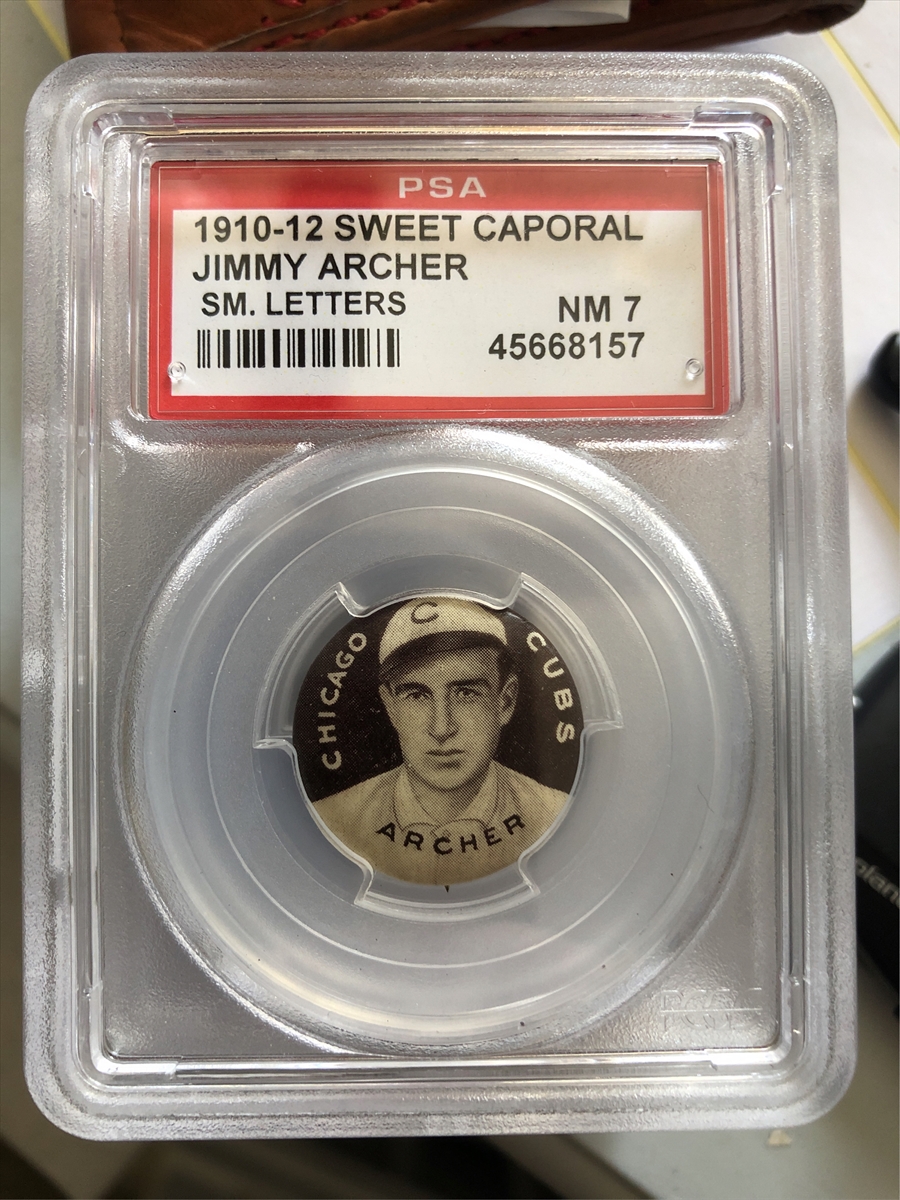 PSA
1910-12 SWEET CAPORAL
JIMMY ARCHER
SM. LETTERS
NM 7
45668157
C
CHICAGO
CUBS
ARCHER